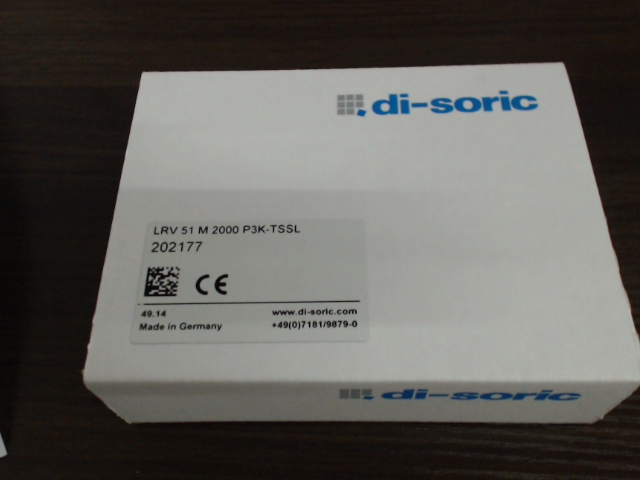 di-soric
LRV 51 M 2000 P3K-TSSL
202177
CE
49.14 www.di-soric.com
Made in Germany +49(0)7181/9879-0
di-soric